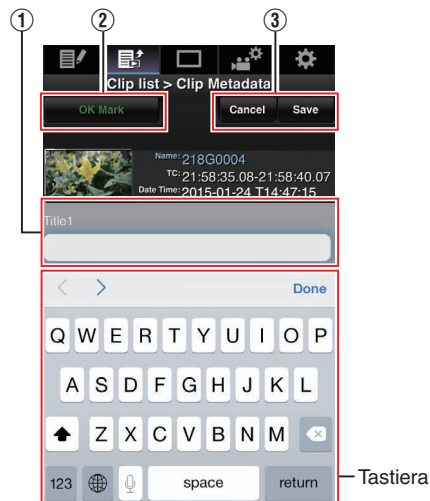 ① ② ③
Clip list > Clip Metadata
OK Mark Cancel Save
Name: 218G0004
TC: 21:58:35.08-21:58:40.07
Date Time: 2015-01-24 T14:47:15
Title1
Done
Q W E R T Y U I O P
A S D F G H J K L
Z X C V B N M
123 space return
Tastiera